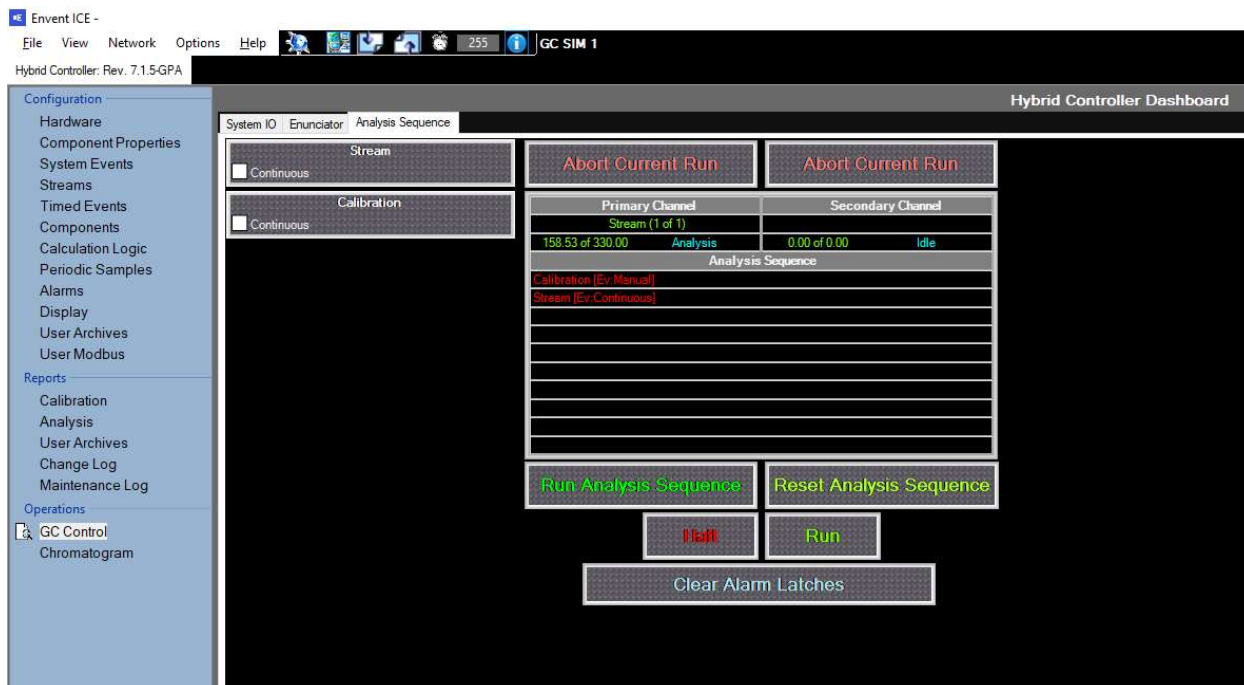 Envent ICE -
File View Network Options Help 255 GC SIM 1
Hybrid Controller: Rev. 7.1.5-GPA
Configuration
Hardware
Component Properties
System Events
Streams
Timed Events
Components
Calculation Logic
Periodic Samples
Alarms
Display
User Archives
User Modbus
Reports
Calibration
Analysis
User Archives
Change Log
Maintenance Log
Operations
GC Control
Chromatogram
Hybrid Controller Dashboard
System IO Enunciator Analysis Sequence
Stream
Continuous
Calibration
Continuous
Abort Current Run Abort Current Run
Primary Channel Secondary Channel
Stream (1 of 1)
158.53 of 330.00 Analysis 0.00 of 0.00 Idle
Analysis Sequence
Calibration [Ev:Manual]
Stream [Ev:Continuous]
Run Analysis Sequence Reset Analysis Sequence
Halt Run
Clear Alarm Latches